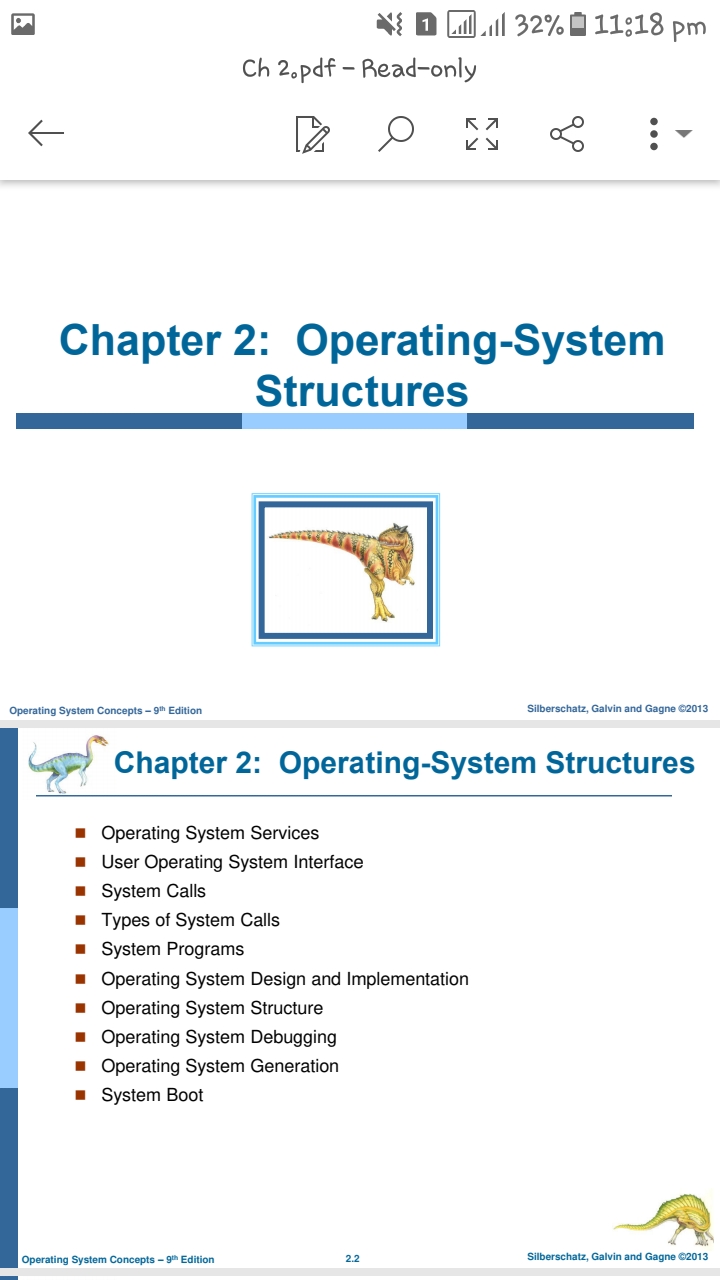 1 32% 11:18 pm
Ch 2.pdf – Read-only
Chapter 2: Operating-System
Structures
Operating System Concepts – 9th Edition
Silberschatz, Galvin and Gagne ©2013
Chapter 2: Operating-System Structures
Operating System Services
User Operating System Interface
System Calls
Types of System Calls
System Programs
Operating System Design and Implementation
Operating System Structure
Operating System Debugging
Operating System Generation
System Boot
Operating System Concepts – 9th Edition
2.2
Silberschatz, Galvin and Gagne ©2013